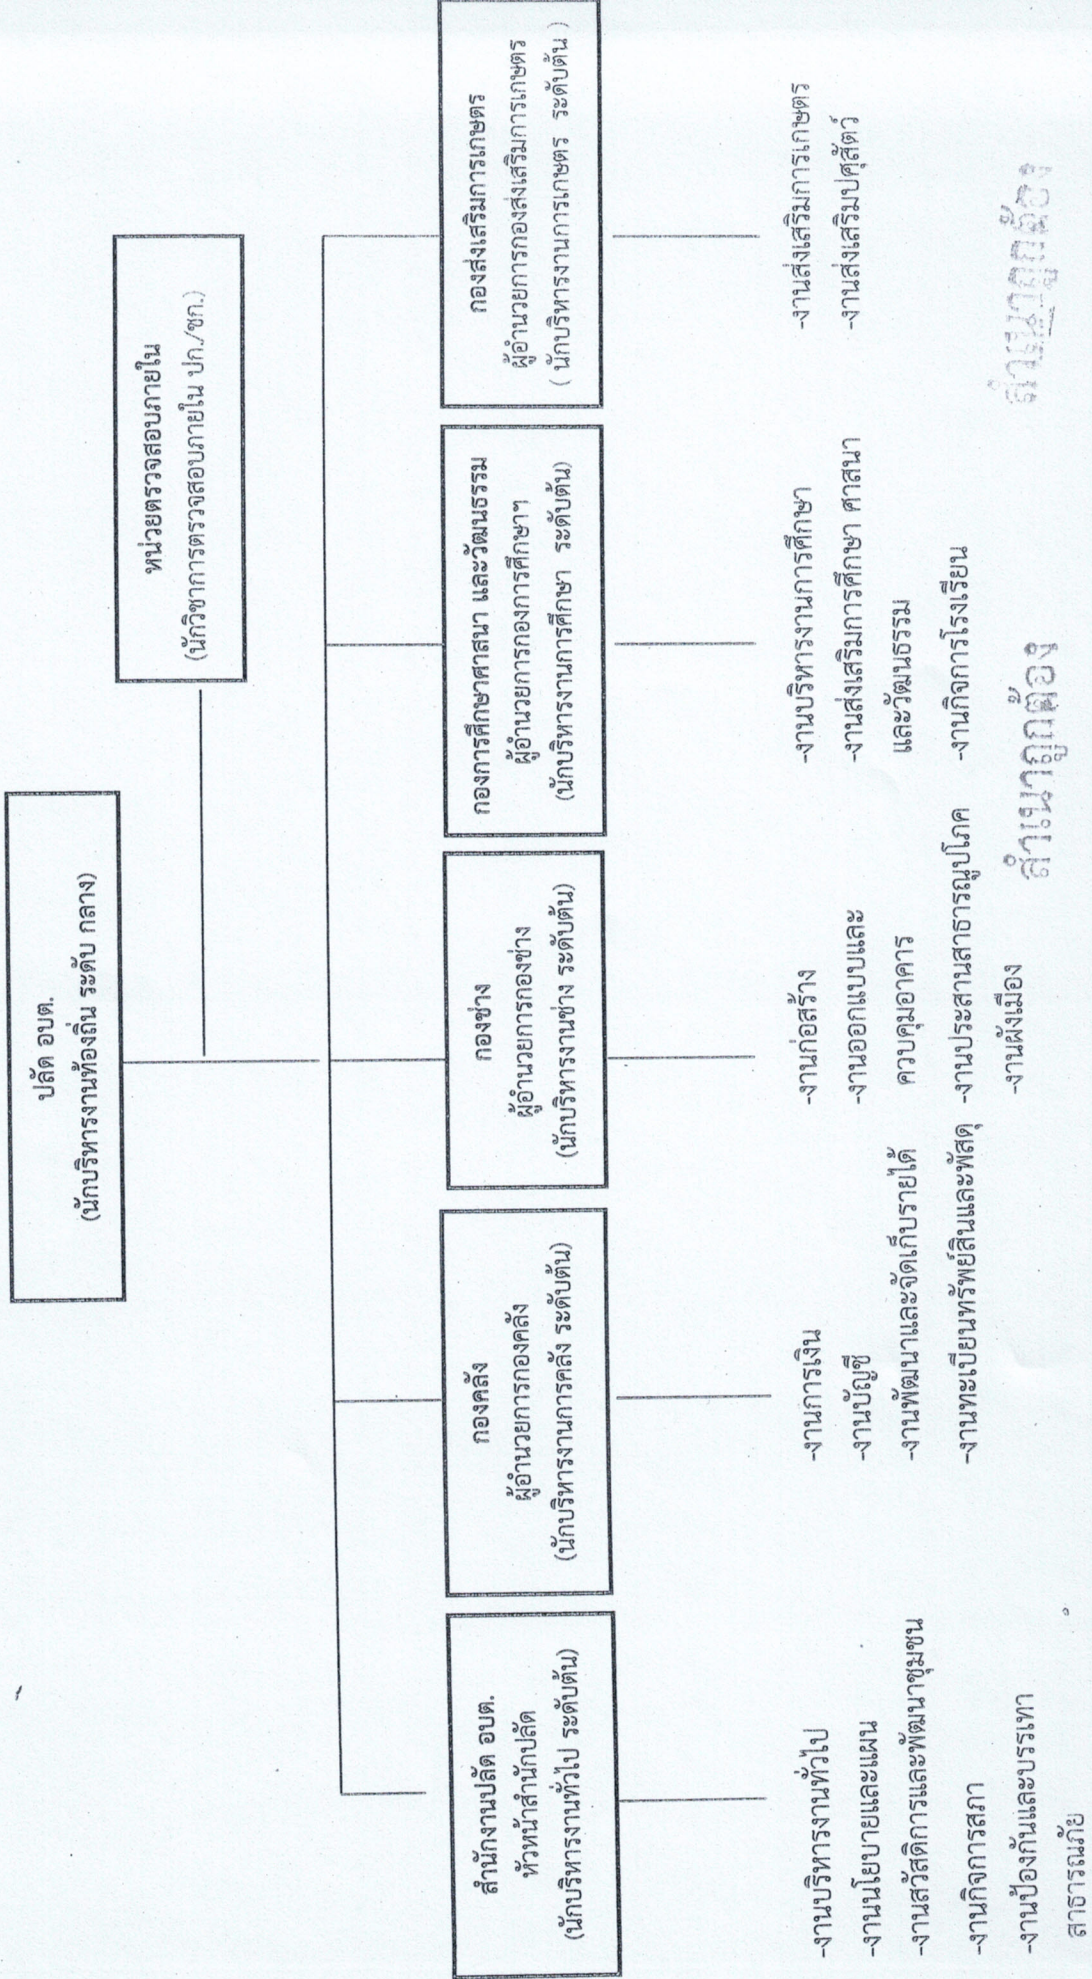 ปลัด อบต.
(นักบริหารงานท้องถิ่น ระดับ กลาง)
หน่วยตรวจสอบภายใน
(นักวิชาการตรวจสอบภายใน ปก./ชก.)
สำนักงานปลัด อบต.
หัวหน้าสำนักปลัด
(นักบริหารงานทั่วไป ระดับต้น)
กองคลัง
ผู้อำนวยการกองคลัง
(นักบริหารงานการคลัง ระดับต้น)
กองช่าง
ผู้อำนวยการกองช่าง
(นักบริหารงานช่าง ระดับต้น)
กองการศึกษาศาสนา และวัฒนธรรม
ผู้อำนวยการกองการศึกษาฯ
(นักบริหารงานการศึกษา ระดับต้น)
กองส่งเสริมการเกษตร
ผู้อำนวยการกองส่งเสริมการเกษตร
( นักบริหารงานการเกษตร ระดับต้น )
-งานบริหารงานทั่วไป
-งานนโยบายและแผน
-งานสวัสดิการและพัฒนาชุมชน
-งานกิจการสภา
-งานป้องกันและบรรเทา
สาธารณภัย
-งานการเงิน
-งานบัญชี
-งานพัฒนาและจัดเก็บรายได้
-งานทะเบียนทรัพย์สินและพัสดุ
-งานก่อสร้าง
-งานออกแบบและ
ควบคุมอาคาร
-งานประสานสาธารณูปโภค
-งานผังเมือง
-งานบริหารงานการศึกษา
-งานส่งเสริมการศึกษา ศาสนา
และวัฒนธรรม
-งานกิจการโรงเรียน
-งานส่งเสริมการเกษตร
-งานส่งเสริมปศุสัตว์
สำเนาถูกต้อง
สำเนาถูกต้อง